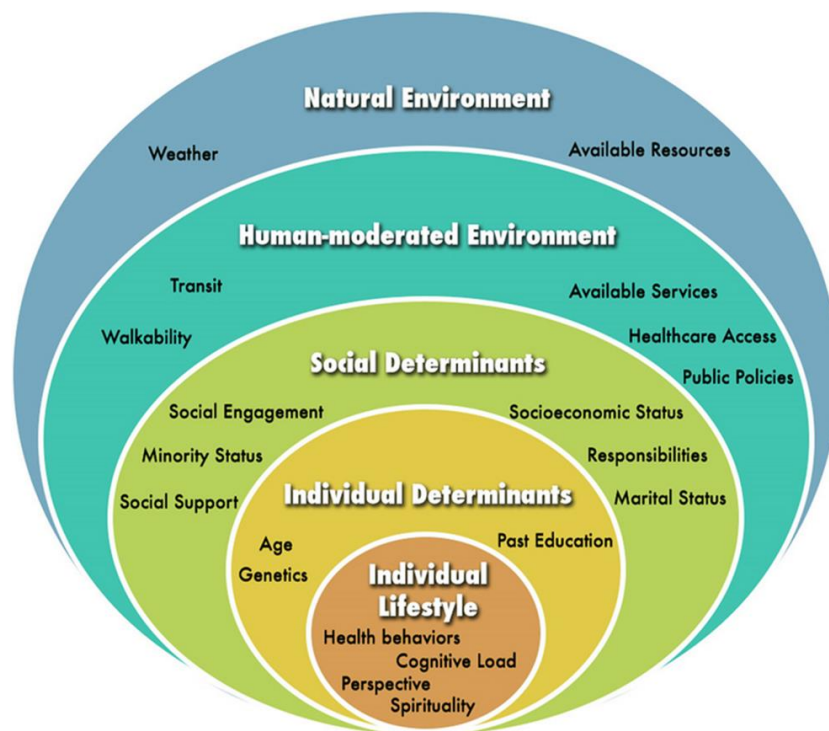 Natural Environment
Weather
Available Resources
Human-moderated Environment
Transit
Available Services
Walkability
Healthcare Access
Public Policies
Social Determinants
Social Engagement
Socioeconomic Status
Minority Status
Responsibilities
Social Support
Marital Status
Individual Determinants
Age
Past Education
Genetics
Individual
Lifestyle
Health behaviors
Cognitive Load
Perspective
Spirituality